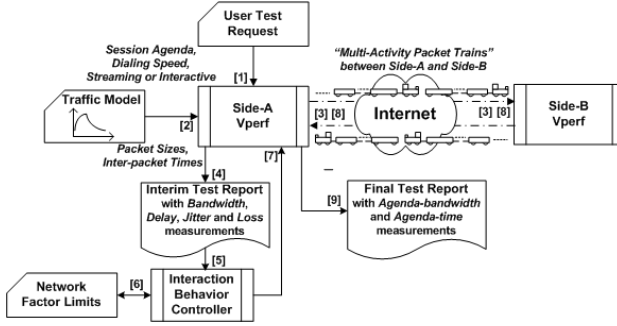 User Test
Request
Session Agenda,
Dialing Speed,
Streaming or Interactive
[1]
“Multi-Activity Packet Trains”
between Side-A and Side-B
Traffic Model
[2]
Side-A
Vperf
[3] [8]
Internet
[3] [8]
Side-B
Vperf
Packet Sizes,
Inter-packet Times
[7]
[4]
Interim Test Report
with Bandwidth,
Delay, Jitter and Loss
measurements
[9]
Final Test Report
with Agenda-bandwidth
and Agenda-time
measurements
[5]
Network
Factor Limits
[6]
Interaction
Behavior
Controller